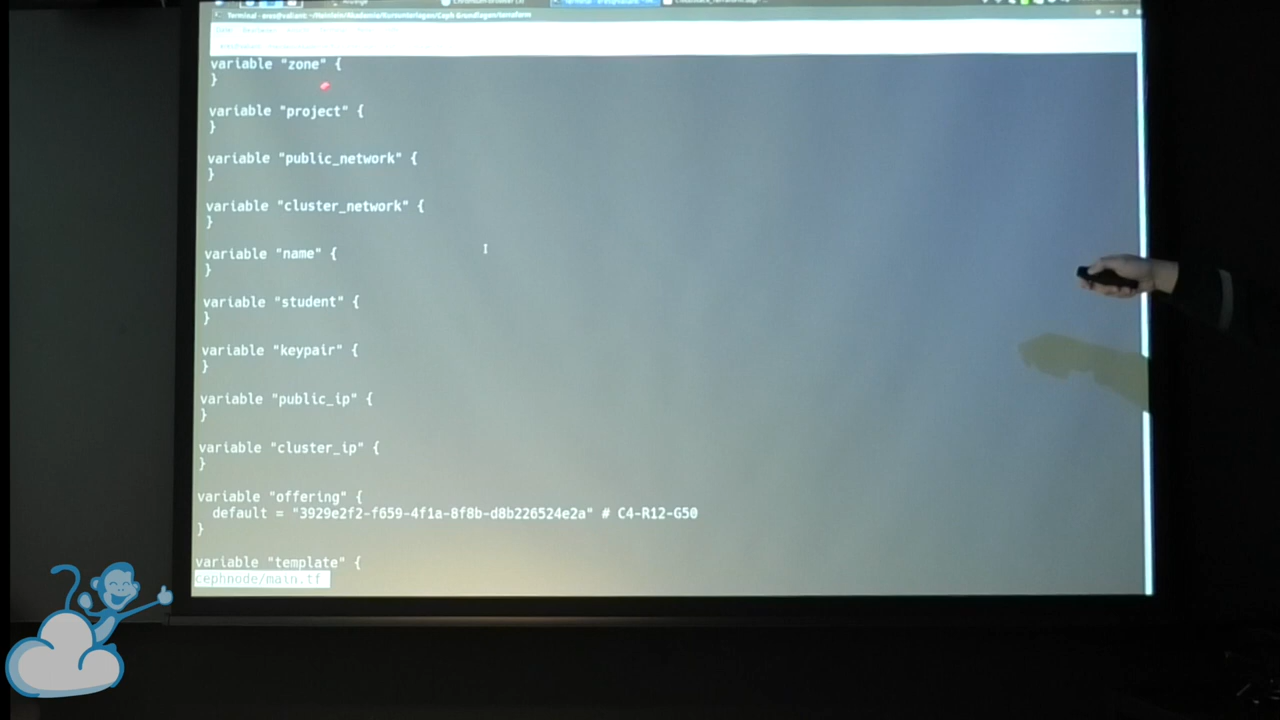 variable "zone" {
}
variable "project" {
}
variable "public_network" {
}
variable "cluster_network" {
}
variable "name" {
}
variable "student" {
}
variable "keypair" {
}
variable "public_ip" {
}
variable "cluster_ip" {
}
variable "offering" {
default = "3929e2f2-f659-4f1a-8f8b-d8b226524e2a" # C4-R12-G50
}
variable "template" {
cephnode/main.tf